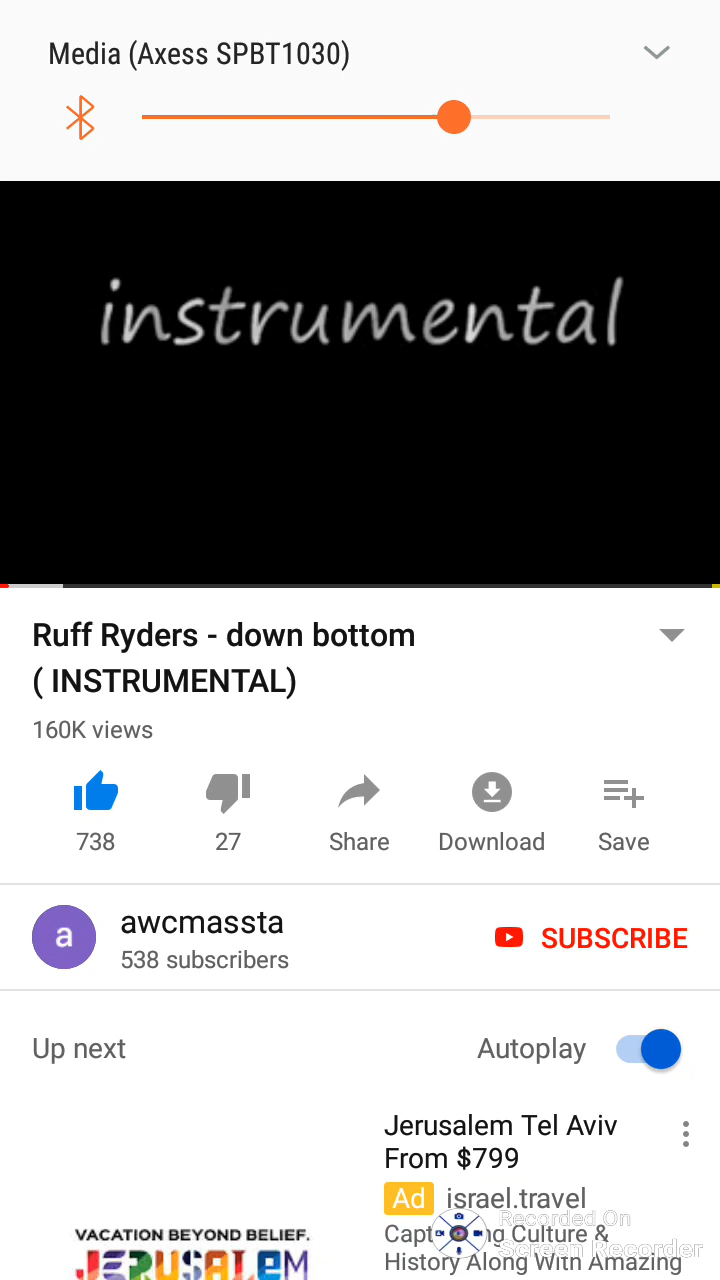 Media (Axess SPBT1030)
instrumental
Ruff Ryders - down bottom
( INSTRUMENTAL)
160K views
738
27
Share
Download
Save
a
awcmassta
538 subscribers
SUBSCRIBE
Up next
Autoplay
Jerusalem Tel Aviv
From $799
Ad israel.travel
Culture &
History Along With Amazing
VACATION BEYOND BELIEF.
JERUSALEM
Recorded On
Screen Recorder